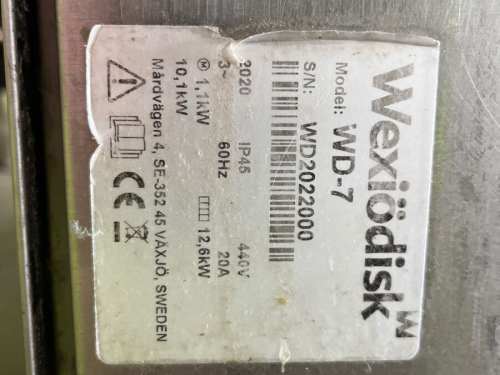 Wexiödisk
W
Model: WD-7
S/N: WD2022000
2020 IP45 440V
3~ 60Hz 20A
M 1,1kW 12,6kW
10,1kW
Mårdvägen 4, SE-352 45 VÄXJÖ, SWEDEN
CE